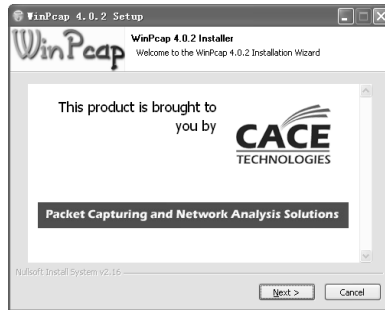 WinPcap 4.0.2 Setup
WinPcap
WinPcap 4.0.2 Installer
Welcome to the WinPcap 4.0.2 Installation Wizard
This product is brought to
you by
CACE
TECHNOLOGIES
Packet Capturing and Network Analysis Solutions
Nullsoft Install System v2.16
Next >
Cancel